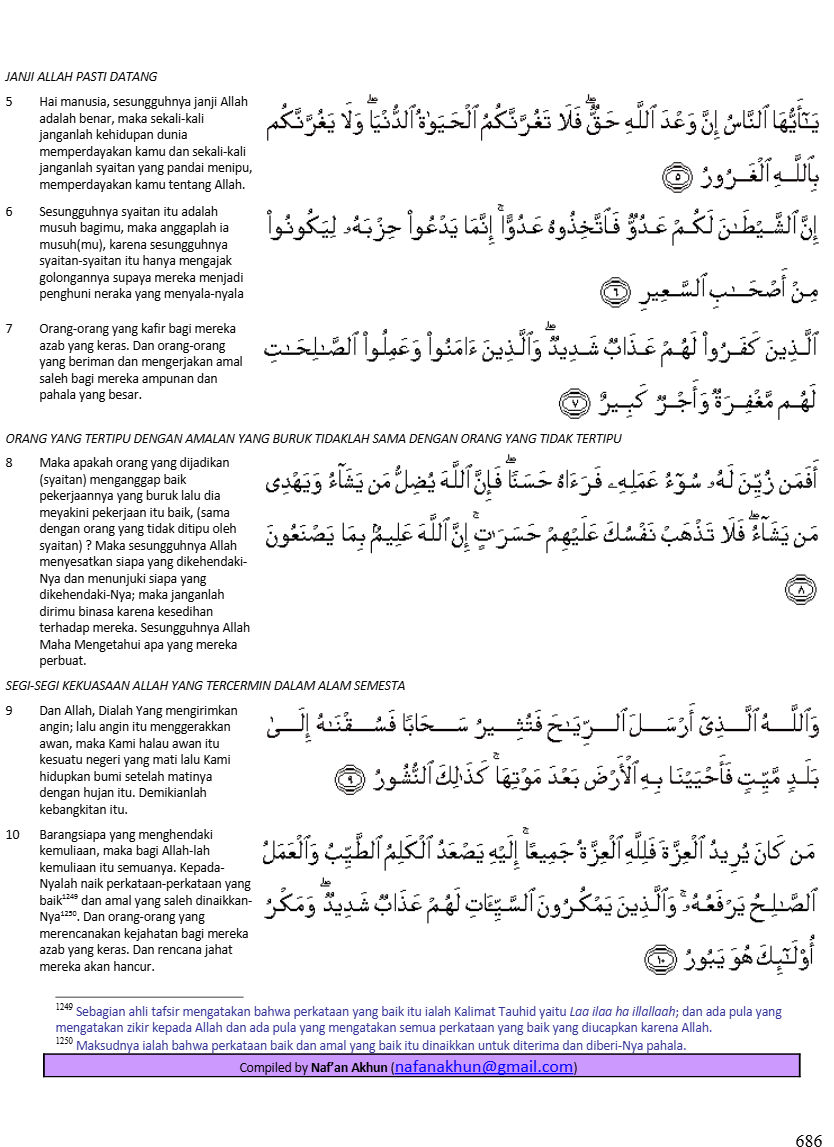 JANJI ALLAH PASTI DATANG
5 Hai manusia, sesungguhnya janji Allah
adalah benar, maka sekali-kali
janganlah kehidupan dunia
memperdayakan kamu dan sekali-kali
janganlah syaitan yang pandai menipu,
memperdayakan kamu tentang Allah.
يَـٰٓأَيُّهَا ٱلنَّاسُ إِنَّ وَعْدَ ٱللَّهِ حَقٌّۖ فَلَا تَغُرَّنَّكُمُ ٱلْحَيَوٰةُ ٱلدُّنْيَاۖ وَلَا يَغُرَّنَّكُم
بِٱللَّهِ ٱلْغَرُورُ ٥
6 Sesungguhnya syaitan itu adalah
musuh bagimu, maka anggaplah ia
musuh(mu), karena sesungguhnya
syaitan-syaitan itu hanya mengajak
golongannya supaya mereka menjadi
penghuni neraka yang menyala-nyala
إِنَّ ٱلشَّيْطَـٰنَ لَكُمْ عَدُوٌّ فَٱتَّخِذُوهُ عَدُوًّاۚ إِنَّمَا يَدْعُوا۟ حِزْبَهُۥ لِيَكُونُوا۟
مِنْ أَصْحَـٰبِ ٱلسَّعِيرِ ٦
7 Orang-orang yang kafir bagi mereka
azab yang keras. Dan orang-orang
yang beriman dan mengerjakan amal
saleh bagi mereka ampunan dan
pahala yang besar.
ٱلَّذِينَ كَفَرُوا۟ لَهُمْ عَذَابٌ شَدِيدٌۖ وَٱلَّذِينَ ءَامَنُوا۟ وَعَمِلُوا۟ ٱلصَّـٰلِحَـٰتِ
لَهُم مَّغْفِرَةٌ وَأَجْرٌ كَبِيرٌ ٧
ORANG YANG TERTIPU DENGAN AMALAN YANG BURUK TIDAKLAH SAMA DENGAN ORANG YANG TIDAK TERTIPU
8 Maka apakah orang yang dijadikan
(syaitan) menganggap baik
pekerjaannya yang buruk lalu dia
meyakini pekerjaan itu baik, (sama
dengan orang yang tidak ditipu oleh
syaitan) ? Maka sesungguhnya Allah
menyesatkan siapa yang dikehendaki-
Nya dan menunjuki siapa yang
dikehendaki-Nya; maka janganlah
dirimu binasa karena kesedihan
terhadap mereka. Sesungguhnya Allah
Maha Mengetahui apa yang mereka
perbuat.
أَفَمَن زُيِّنَ لَهُۥ سُوٓءُ عَمَلِهِۦ فَرَءَاهُ حَسَنًاۖ فَإِنَّ ٱللَّهَ يُضِلُّ مَن يَشَآءُ وَيَهْدِى
مَن يَشَآءُۖ فَلَا تَذْهَبْ نَفْسُكَ عَلَيْهِمْ حَسَرَٰتٍۚ إِنَّ ٱللَّهَ عَلِيمٌۢ بِمَا يَصْنَعُونَ
٨
SEGI-SEGI KEKUASAAN ALLAH YANG TERCERMIN DALAM ALAM SEMESTA
9 Dan Allah, Dialah Yang mengirimkan
angin; lalu angin itu menggerakkan
awan, maka Kami halau awan itu
kesuatu negeri yang mati lalu Kami
hidupkan bumi setelah matinya
dengan hujan itu. Demikianlah
kebangkitan itu.
وَٱللَّهُ ٱلَّذِىٓ أَرْسَلَ ٱلرِّيَـٰحَ فَتُثِيرُ سَحَابًا فَسُقْنَـٰهُ إِلَىٰ
بَلَدٍ مَّيِّتٍ فَأَحْيَيْنَا بِهِ ٱلْأَرْضَ بَعْدَ مَوْتِهَاۚ كَذَٰلِكَ ٱلنُّشُورُ ٩
10 Barangsiapa yang menghendaki
kemuliaan, maka bagi Allah-lah
kemuliaan itu semuanya. Kepada-
Nyalah naik perkataan-perkataan yang
baik1249 dan amal yang saleh dinaikkan-
Nya1250. Dan orang-orang yang
merencanakan kejahatan bagi mereka
azab yang keras. Dan rencana jahat
mereka akan hancur.
مَن كَانَ يُرِيدُ ٱلْعِزَّةَ فَلِلَّهِ ٱلْعِزَّةُ جَمِيعًاۚ إِلَيْهِ يَصْعَدُ ٱلْكَلِمُ ٱلطَّيِّبُ وَٱلْعَمَلُ
ٱلصَّـٰلِحُ يَرْفَعُهُۥۚ وَٱلَّذِينَ يَمْكُرُونَ ٱلسَّيِّـَٔاتِ لَهُمْ عَذَابٌ شَدِيدٌۖ وَمَكْرُ
أُو۟لَـٰٓئِكَ هُوَ يَبُورُ ١٠
1249 Sebagian ahli tafsir mengatakan bahwa perkataan yang baik itu ialah Kalimat Tauhid yaitu Laa ilaa ha illallaah; dan ada pula yang
mengatakan zikir kepada Allah dan ada pula yang mengatakan semua perkataan yang baik yang diucapkan karena Allah.
1250 Maksudnya ialah bahwa perkataan baik dan amal yang baik itu dinaikkan untuk diterima dan diberi-Nya pahala.
Compiled by Naf'an Akhun (nafanakhun@gmail.com)
686